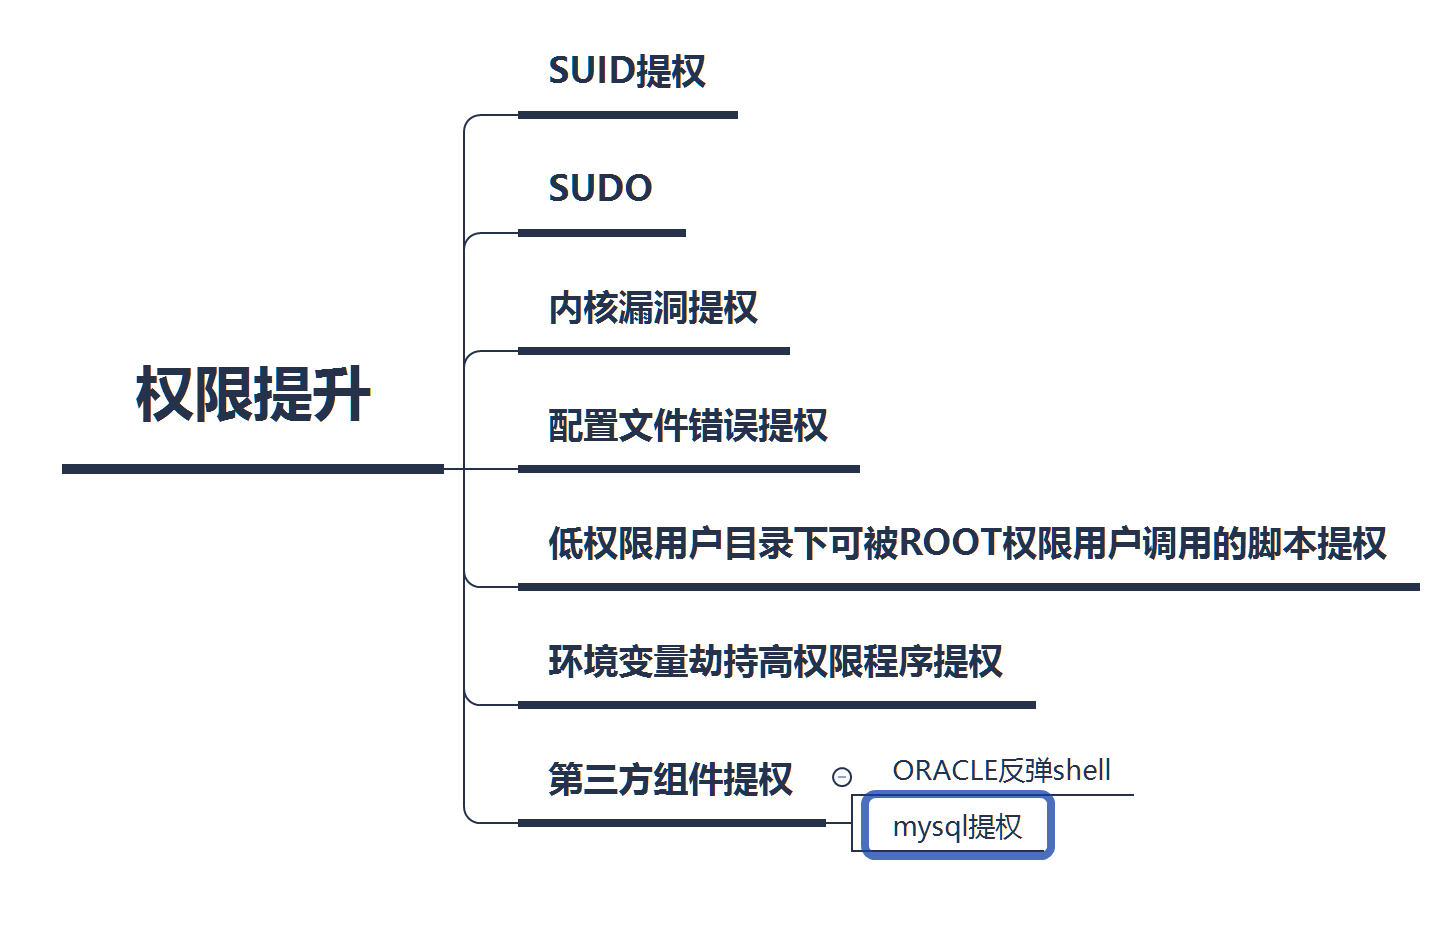 SUID提权
SUDO
内核漏洞提权
权限提升
配置文件错误提权
低权限用户目录下可被ROOT权限用户调用的脚本提权
环境变量劫持高权限程序提权
第三方组件提权
ORACLE反弹shell
mysql提权